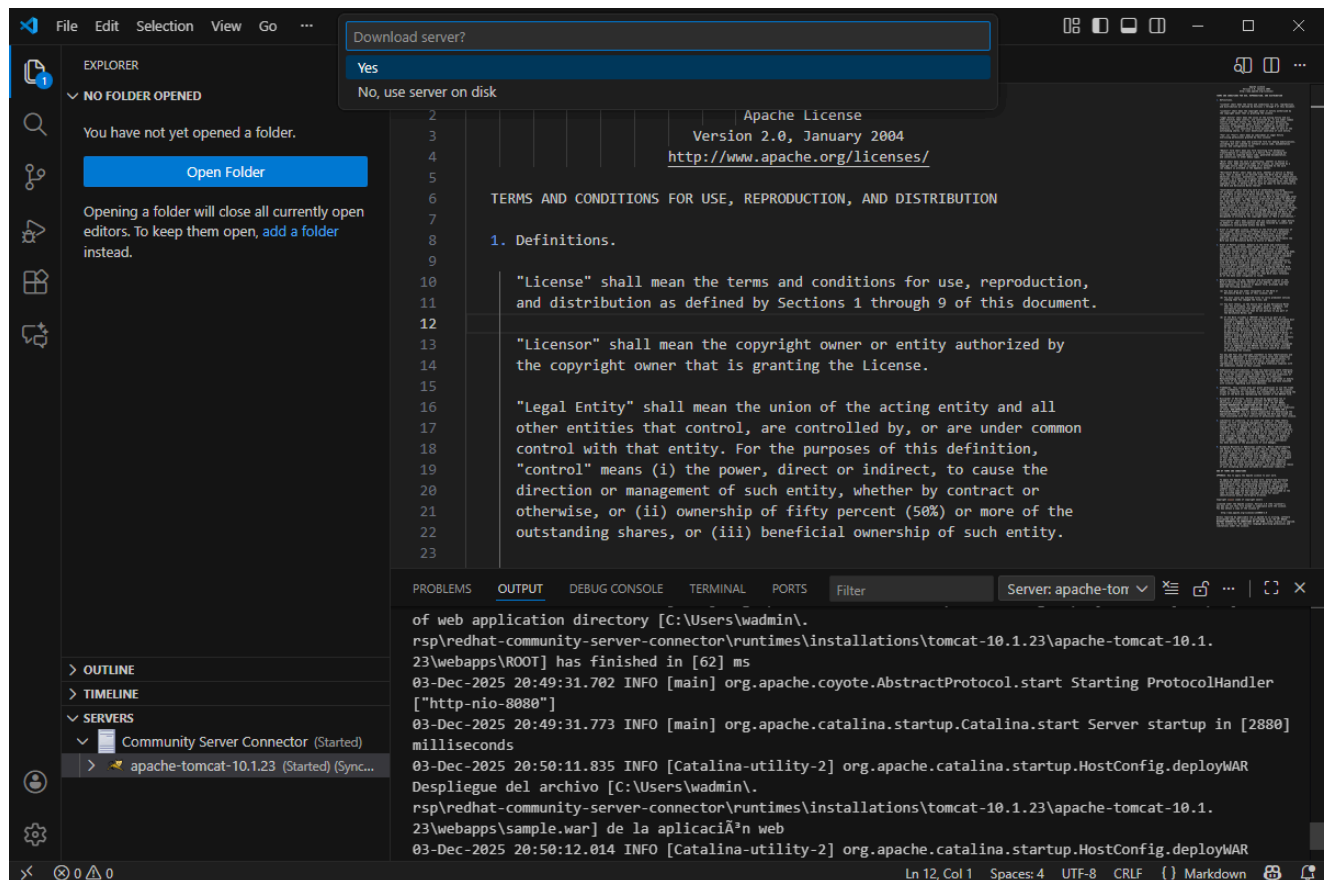 File Edit Selection View Go ···
Download server?
Yes
No, use server on disk
EXPLORER
1
NO FOLDER OPENED
You have not yet opened a folder.
Open Folder
Opening a folder will close all currently open
editors. To keep them open, add a folder
instead.
2 Apache License
3 Version 2.0, January 2004
4 http://www.apache.org/licenses/
5
6 TERMS AND CONDITIONS FOR USE, REPRODUCTION, AND DISTRIBUTION
7
8 1. Definitions.
9
10 "License" shall mean the terms and conditions for use, reproduction,
11 and distribution as defined by Sections 1 through 9 of this document.
12
13 "Licensor" shall mean the copyright owner or entity authorized by
14 the copyright owner that is granting the License.
15
16 "Legal Entity" shall mean the union of the acting entity and all
17 other entities that control, are controlled by, or are under common
18 control with that entity. For the purposes of this definition,
19 "control" means (i) the power, direct or indirect, to cause the
20 direction or management of such entity, whether by contract or
21 otherwise, or (ii) ownership of fifty percent (50%) or more of the
22 outstanding shares, or (iii) beneficial ownership of such entity.
23
OUTLINE
TIMELINE
SERVERS
Community Server Connector (Started)
apache-tomcat-10.1.23 (Started) (Sync...
PROBLEMS OUTPUT DEBUG CONSOLE TERMINAL PORTS Filter Server: apache-tom
of web application directory [C:\Users\wadmin\.
rsp\redhat-community-server-connector\runtimes\installations\tomcat-10.1.23\apache-tomcat-10.1.
23\webapps\ROOT] has finished in [62] ms
03-Dec-2025 20:49:31.702 INFO [main] org.apache.coyote.AbstractProtocol.start Starting ProtocolHandler
["http-nio-8080"]
03-Dec-2025 20:49:31.773 INFO [main] org.apache.catalina.startup.Catalina.start Server startup in [2880]
milliseconds
03-Dec-2025 20:50:11.835 INFO [Catalina-utility-2] org.apache.catalina.startup.HostConfig.deployWAR
Despliegue del archivo [C:\Users\wadmin\.
rsp\redhat-community-server-connector\runtimes\installations\tomcat-10.1.23\apache-tomcat-10.1.
23\webapps\sample.war] de la aplicaciÃ³n web
03-Dec-2025 20:50:12.014 INFO [Catalina-utility-2] org.apache.catalina.startup.HostConfig.deployWAR
0 0 Ln 12, Col 1 Spaces: 4 UTF-8 CRLF { } Markdown